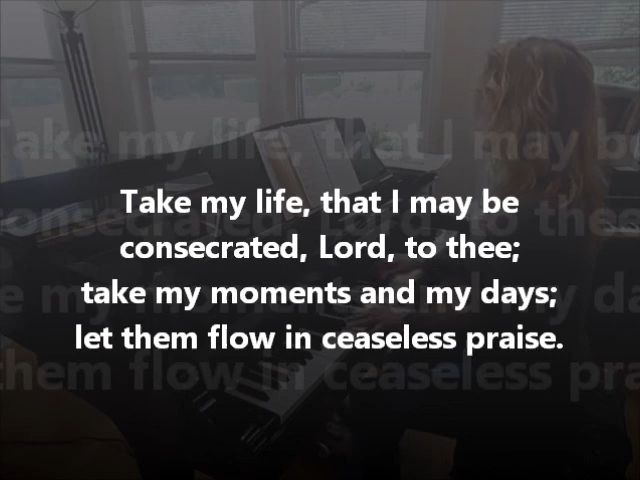 Take my life, that I may be
consecrated, Lord, to thee;
take my moments and my days;
let them flow in ceaseless praise.